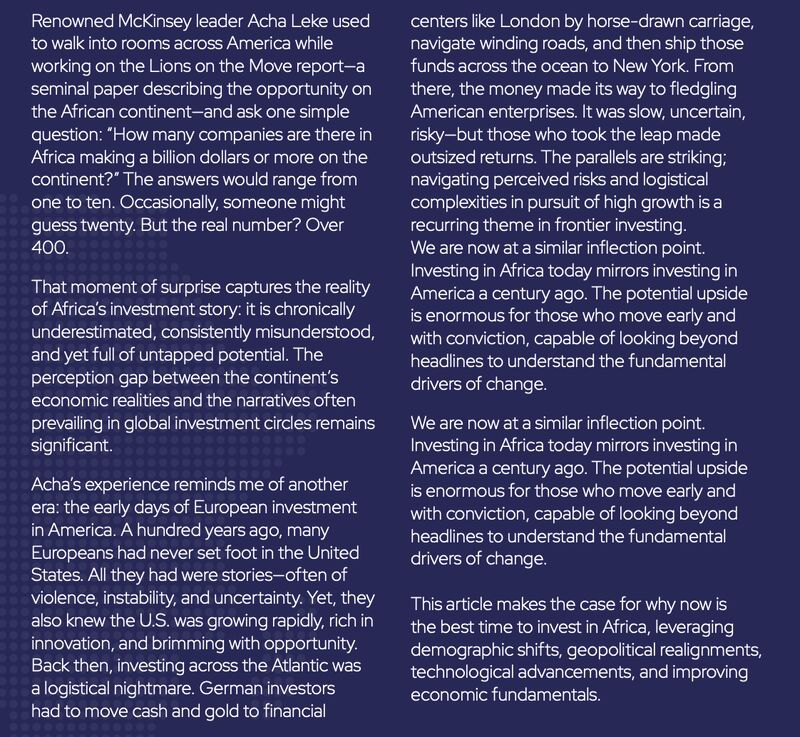 Renowned McKinsey leader Acha Leke used
to walk into rooms across America while
working on the Lions on the Move report—a
seminal paper describing the opportunity on
the African continent—and ask one simple
question: “How many companies are there in
Africa making a billion dollars or more on the
continent?” The answers would range from
one to ten. Occasionally, someone might
guess twenty. But the real number? Over
400.
That moment of surprise captures the reality
of Africa’s investment story: it is chronically
underestimated, consistently misunderstood,
and yet full of untapped potential. The
perception gap between the continent’s
economic realities and the narratives often
prevailing in global investment circles remains
significant.
Acha’s experience reminds me of another
era: the early days of European investment
in America. A hundred years ago, many
Europeans had never set foot in the United
States. All they had were stories—often of
violence, instability, and uncertainty. Yet, they
also knew the U.S. was growing rapidly, rich in
innovation, and brimming with opportunity.
Back then, investing across the Atlantic was
a logistical nightmare. German investors
had to move cash and gold to financial
centers like London by horse-drawn carriage,
navigate winding roads, and then ship those
funds across the ocean to New York. From
there, the money made its way to fledgling
American enterprises. It was slow, uncertain,
risky—but those who took the leap made
outsized returns. The parallels are striking;
navigating perceived risks and logistical
complexities in pursuit of high growth is a
recurring theme in frontier investing.
We are now at a similar inflection point.
Investing in Africa today mirrors investing in
America a century ago. The potential upside
is enormous for those who move early and
with conviction, capable of looking beyond
headlines to understand the fundamental
drivers of change.
We are now at a similar inflection point.
Investing in Africa today mirrors investing in
America a century ago. The potential upside
is enormous for those who move early and
with conviction, capable of looking beyond
headlines to understand the fundamental
drivers of change.
This article makes the case for why now is
the best time to invest in Africa, leveraging
demographic shifts, geopolitical realignments,
technological advancements, and improving
economic fundamentals.